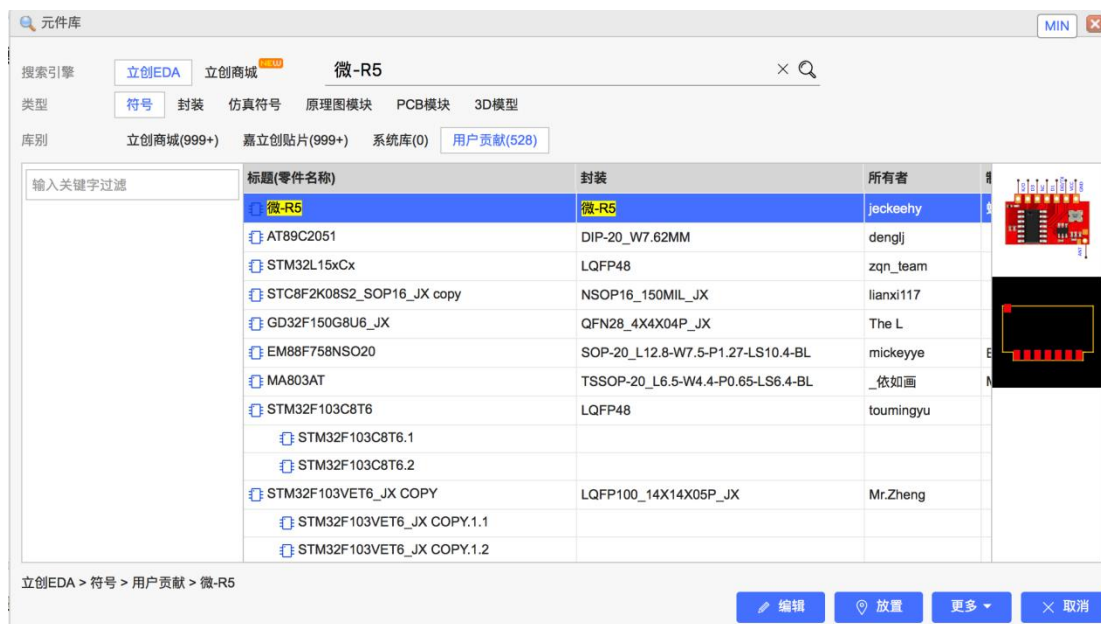 元件库
MIN
搜索引擎 立创EDA 立创商城 NEW 微-R5
类型 符号 封装 仿真符号 原理图模块 PCB模块 3D模型
库别 立创商城(999+) 嘉立创贴片(999+) 系统库(0) 用户贡献(528)
输入关键字过滤
标题(零件名称) 封装 所有者
微-R5 微-R5 jeckeehy
AT89C2051 DIP-20_W7.62MM denglj
STM32L15xCx LQFP48 zqn_team
STC8F2K08S2_SOP16_JX copy NSOP16_150MIL_JX lianxi117
GD32F150G8U6_JX QFN28_4X4X04P_JX The L
EM88F758NSO20 SOP-20_L12.8-W7.5-P1.27-LS10.4-BL mickeyye
MA803AT TSSOP-20_L6.5-W4.4-P0.65-LS6.4-BL _依如画
STM32F103C8T6 LQFP48 toumingyu
STM32F103C8T6.1
STM32F103C8T6.2
STM32F103VET6_JX COPY LQFP100_14X14X05P_JX Mr.Zheng
STM32F103VET6_JX COPY.1.1
STM32F103VET6_JX COPY.1.2
立创EDA > 符号 > 用户贡献 > 微-R5
编辑 放置 更多 取消